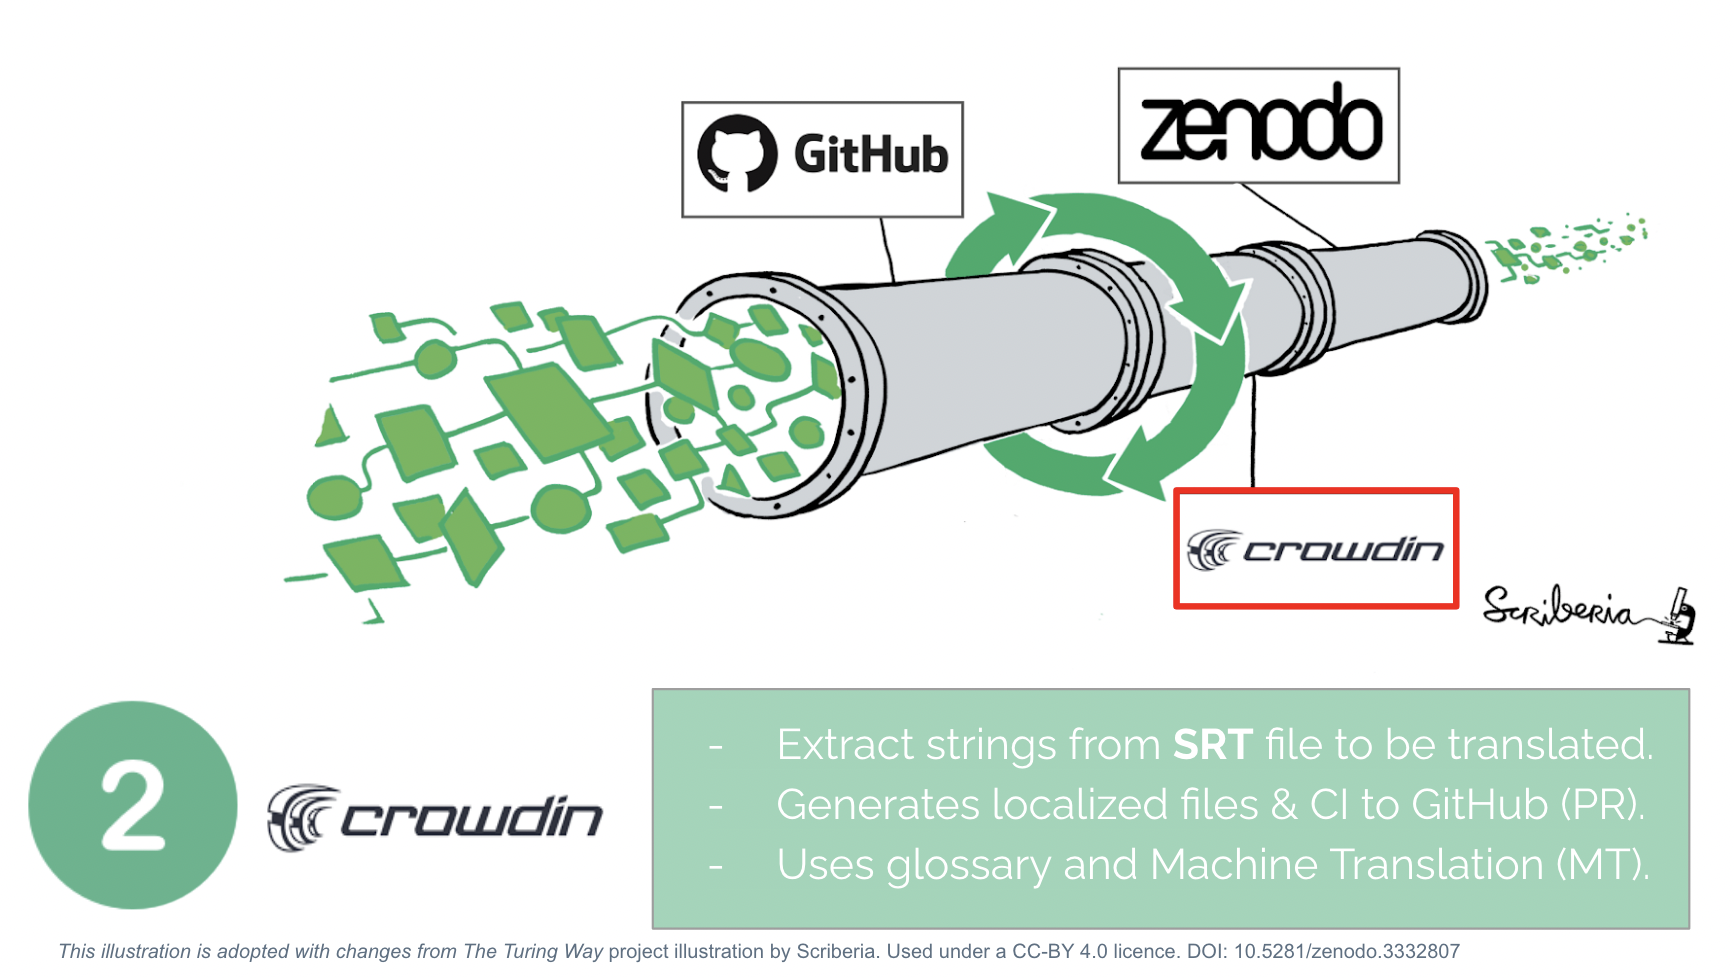 zenodo
GitHub
crowdin
Scriberia
2
crowdin
- Extract strings from SRT file to be translated.
- Generates localized files & CI to GitHub (PR).
- Uses glossary and Machine Translation (MT).
This illustration is adopted with changes from The Turing Way project illustration by Scriberia. Used under a CC-BY 4.0 licence. DOI: 10.5281/zenodo.3332807